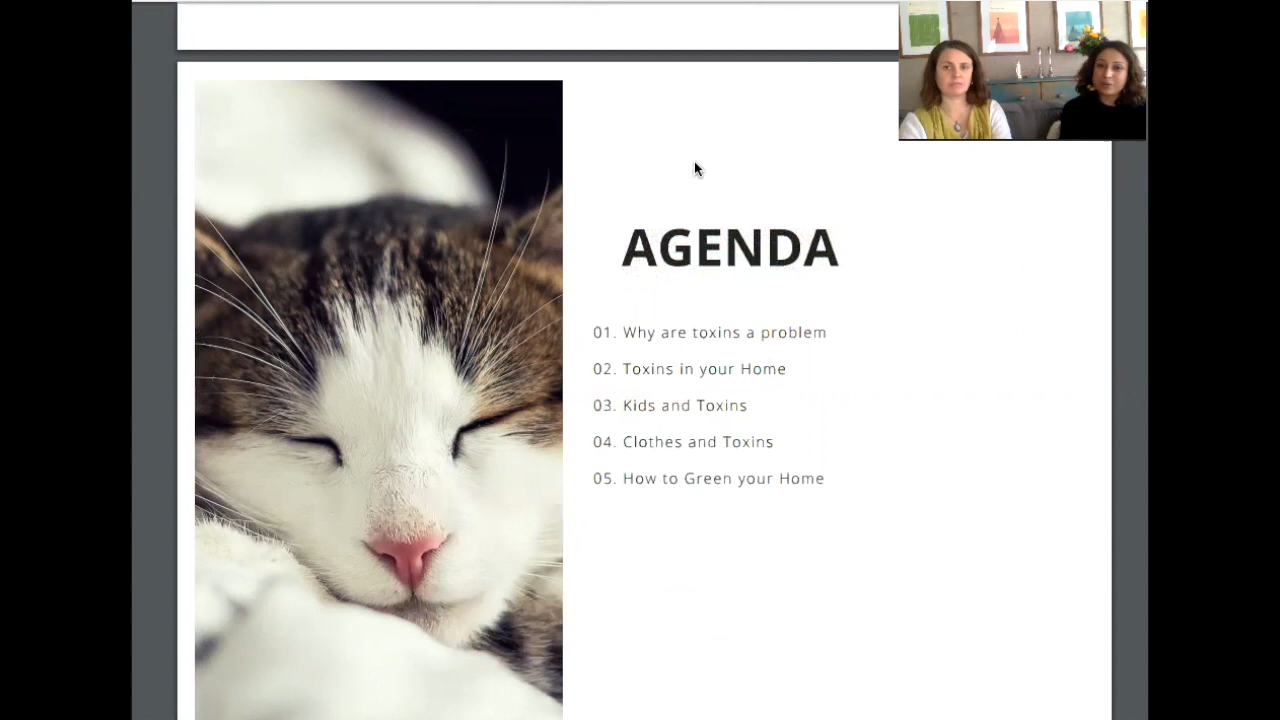 AGENDA
01. Why are toxins a problem
02. Toxins in your Home
03. Kids and Toxins
04. Clothes and Toxins
05. How to Green your Home